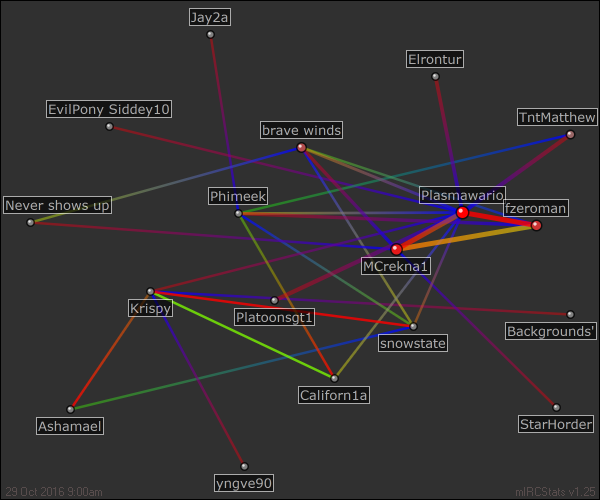 Jay2a
Elrontur
EvilPony Siddey10
TntMatthew
brave winds
Never shows up
Phimeek
Plasmawario
fzeroman
MCrekna1
Krispy
Platoonsgt1
Backgrounds'
snowstate
Californ1a
Ashamael
StarHorder
yngve90
29 Oct 2016 9:00am
mIRCStats v1.25